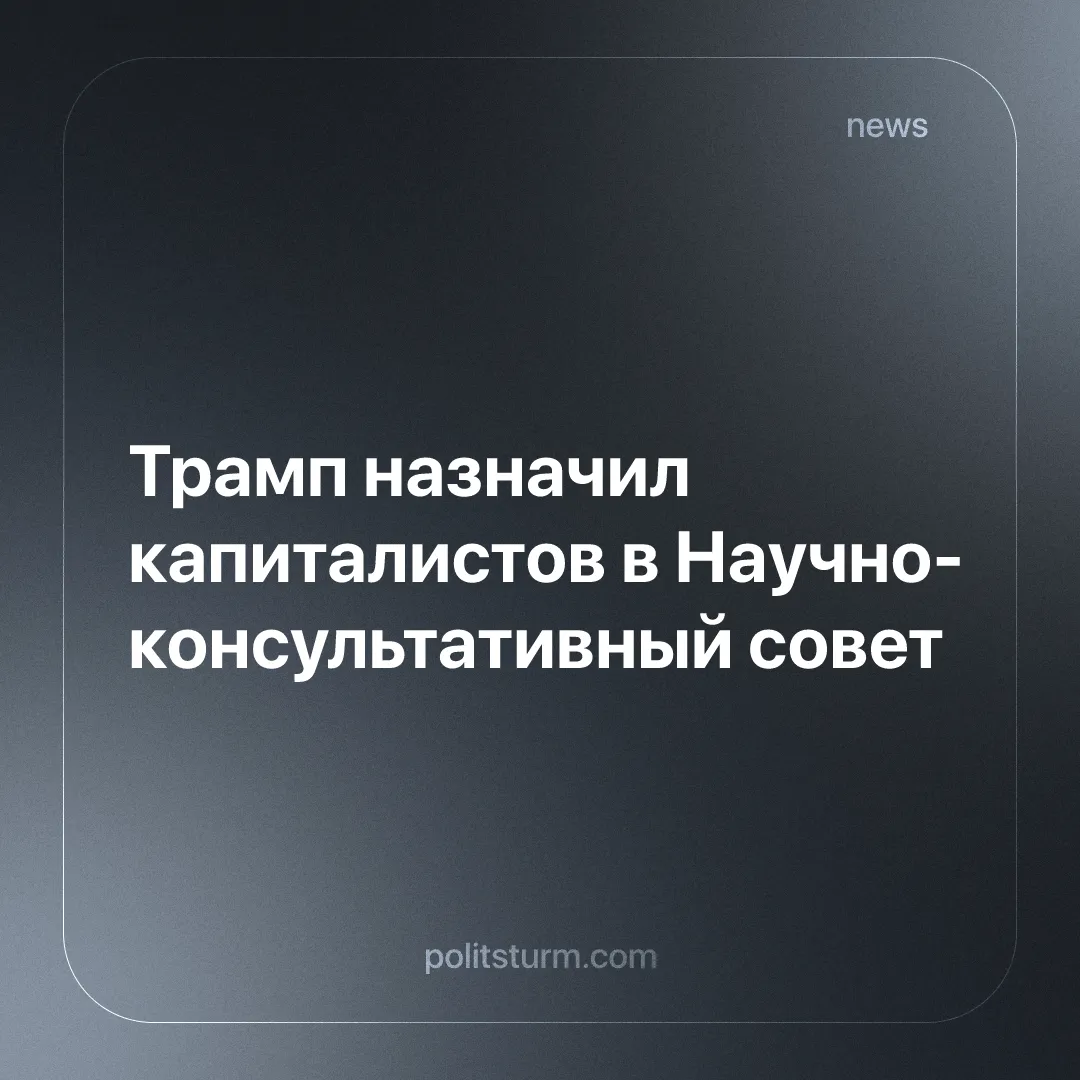 news
Трамп назначил
капиталистов в Научно-
консультативный совет
politsturm.com